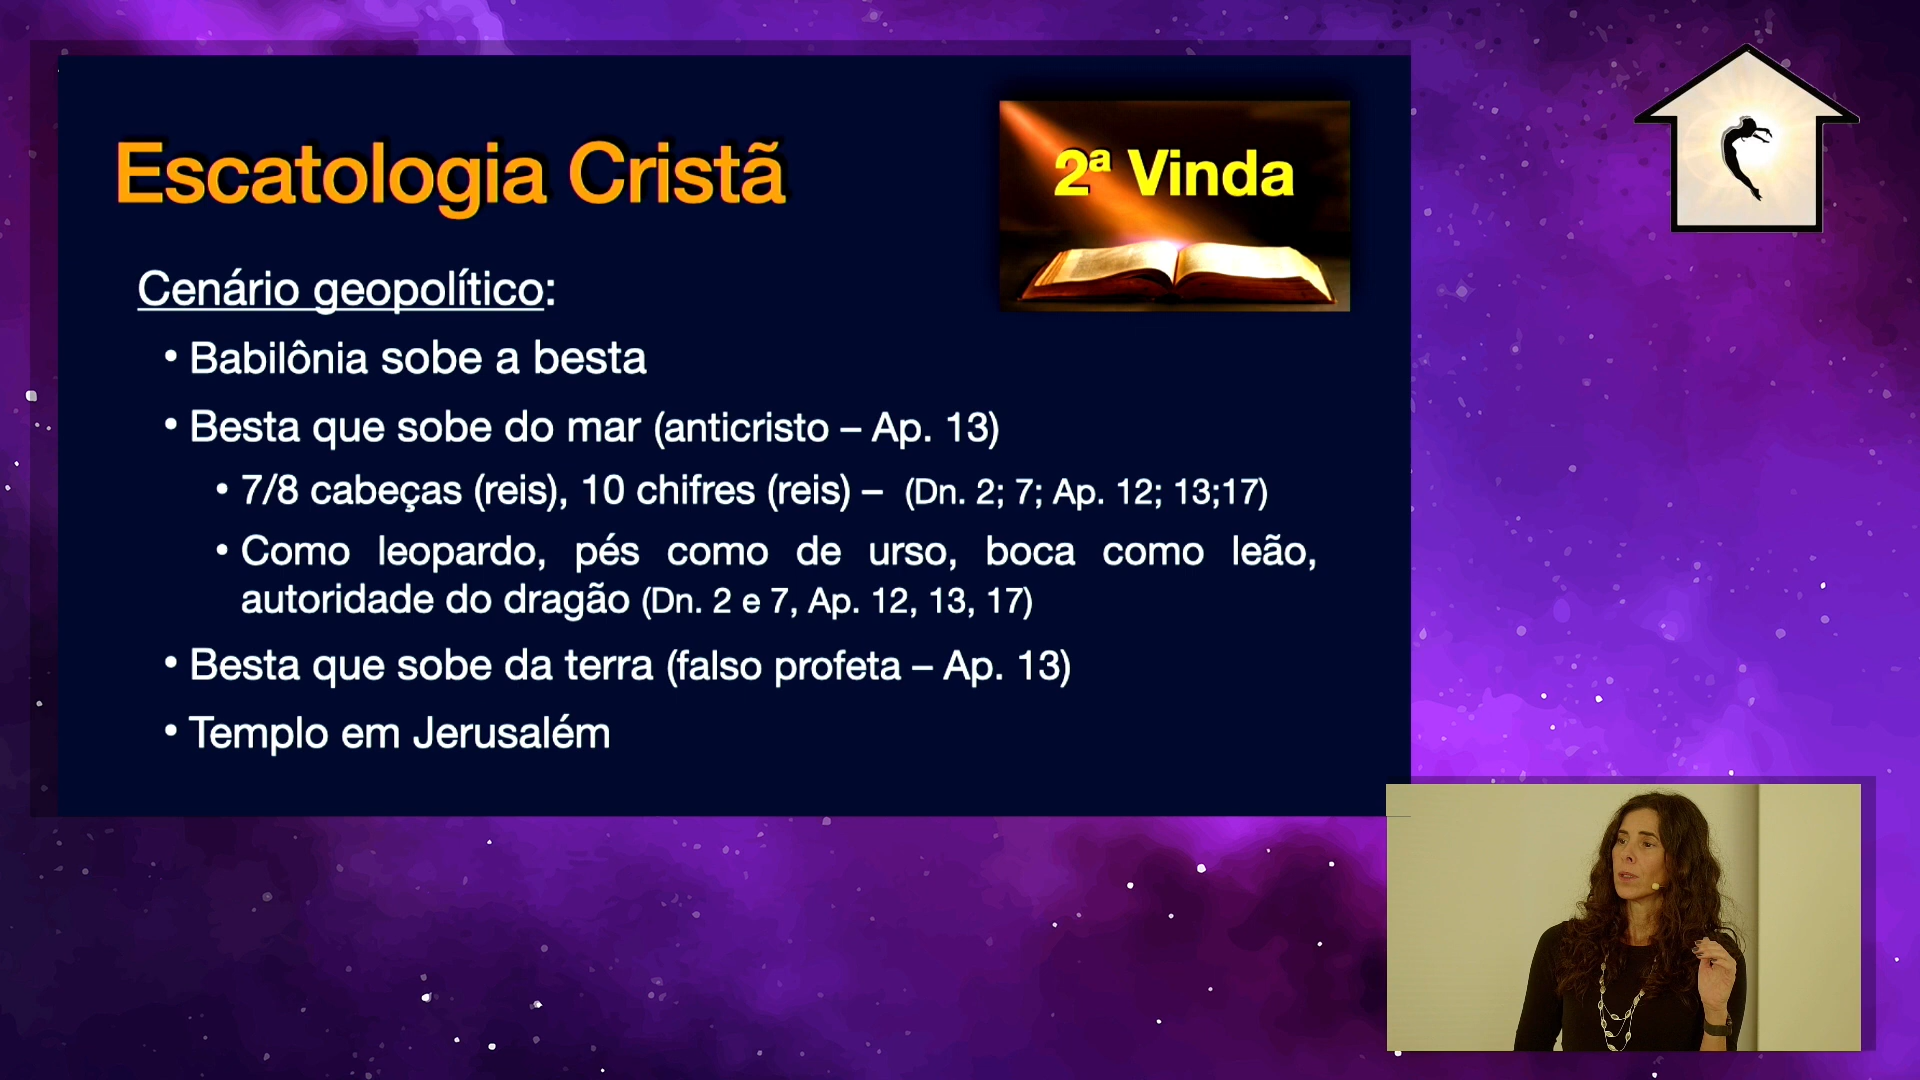 Escatologia Cristã
2ª Vinda
Cenário geopolítico:
• Babilônia sobe a besta
• Besta que sobe do mar (anticristo – Ap. 13)
• 7/8 cabeças (reis), 10 chifres (reis) – (Dn. 2; 7; Ap. 12; 13;17)
• Como leopardo, pés como de urso, boca como leão,
autoridade do dragão (Dn. 2 e 7, Ap. 12, 13, 17)
• Besta que sobe da terra (falso profeta – Ap. 13)
• Templo em Jerusalém